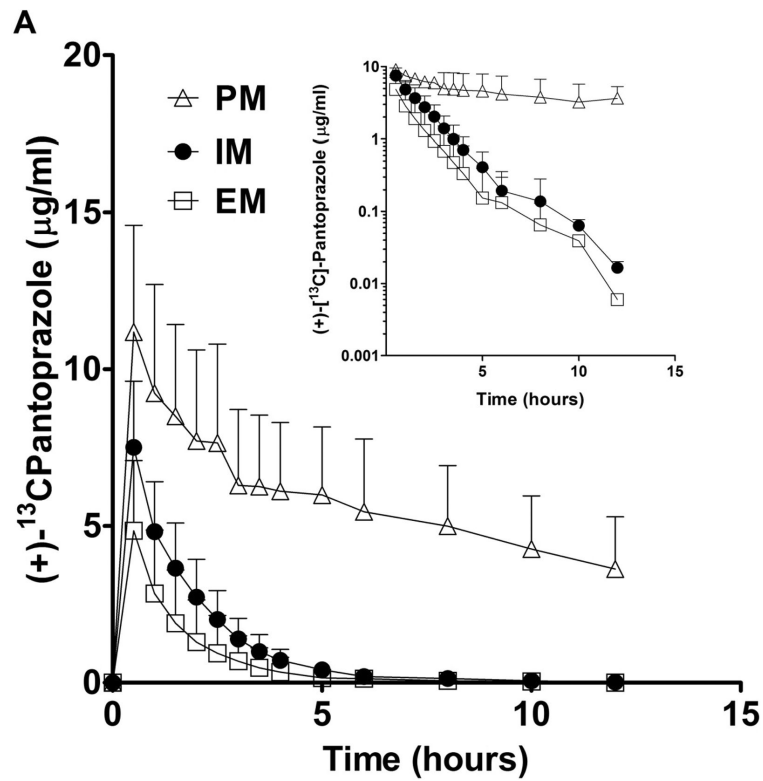 A
(+)-¹³CPantoprazole (μg/ml)
20
15
10
5
0
0
5
10
15
Time (hours)
PM
IM
EM
(+)-[¹³C]-Pantoprazole (μg/ml)
10
1
0.1
0.01
0.001
5
10
15
Time (hours)